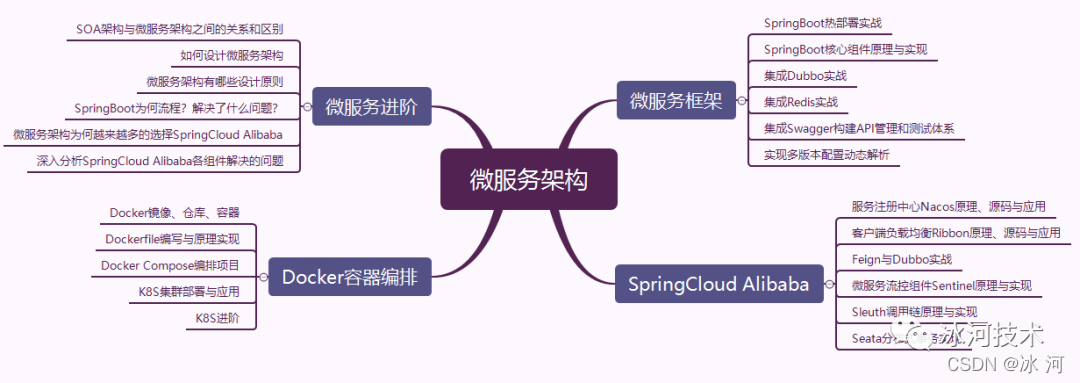 微服务架构
微服务进阶
SOA架构与微服务架构之间的关系和区别
如何设计微服务架构
微服务架构有哪些设计原则
SpringBoot为何流程？解决了什么问题？
微服务架构为何越来越多的选择SpringCloud Alibaba
深入分析SpringCloud Alibaba各组件解决的问题
Docker容器编排
Docker镜像、仓库、容器
Dockerfile编写与原理实现
Docker Compose编排项目
K8S集群部署与应用
K8S进阶
微服务框架
SpringBoot热部署实战
SpringBoot核心组件原理与实现
集成Dubbo实战
集成Redis实战
集成Swagger构建API管理和测试体系
实现多版本配置动态解析
SpringCloud Alibaba
服务注册中心Nacos原理、源码与应用
客户端负载均衡Ribbon原理、源码与应用
Feign与Dubbo实战
微服务流控组件Sentinel原理与实现
Sleuth调用链原理与实现
Seata分
冰河技术
CSDN @冰 河